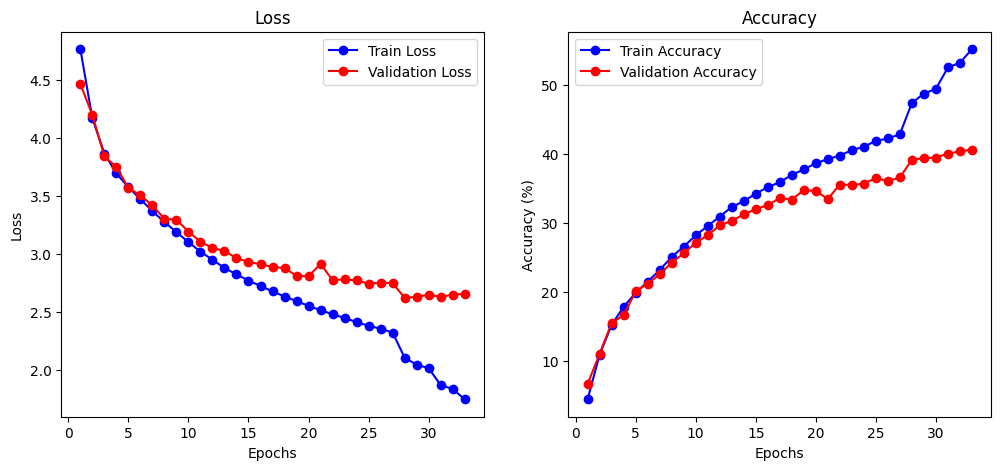 Loss
Train Loss
Validation Loss
4.5
4.0
3.5
3.0
2.5
2.0
Loss
0 5 10 15 20 25 30
Epochs
Accuracy
Train Accuracy
Validation Accuracy
50
40
30
20
10
Accuracy (%)
0 5 10 15 20 25 30
Epochs